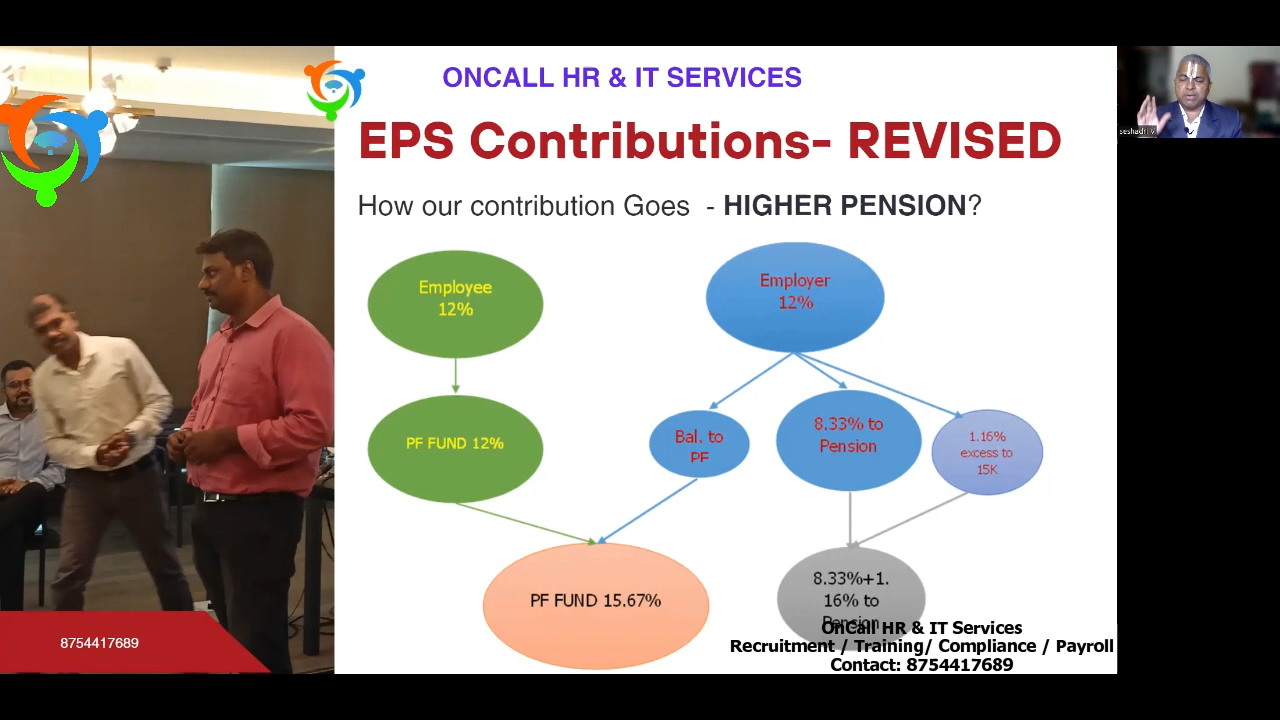 ONCALL HR & IT SERVICES
EPS Contributions- REVISED
How our contribution Goes - HIGHER PENSION?
Employee
12%
Employer
12%
PF FUND 12%
Bal. to
PF
8.33% to
Pension
1.16%
excess to
15K
PF FUND 15.67%
8.33%+1.
16% to
Pension
OnCall HR & IT Services
Recruitment / Training/ Compliance / Payroll
Contact: 8754417689
8754417689
seshadri v